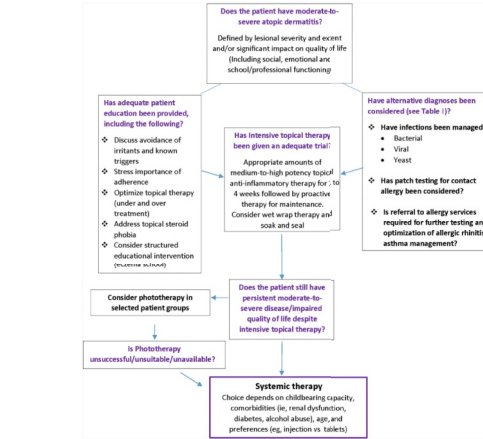 Does the patient have moderate-to-
severe atopic dermatitis?
Defined by lesional severity and extent
and/or significant impact on quality of life
(Including social, emotional and
school/professional functioning)
Has adequate patient
education been provided,
including the following?
❖ Discuss avoidance of
irritants and known
triggers
❖ Stress importance of
adherence
❖ Optimize topical therapy
(under and over
treatment)
❖ Address topical steroid
phobia
❖ Consider structured
educational intervention
(eczema school)
Has Intensive topical therapy
been given an adequate trial?
Appropriate amounts of
medium-to-high potency topical
anti-inflammatory therapy for to
4 weeks followed by proactive
therapy for maintenance.
Consider wet wrap therapy and
soak and seal
Have alternative diagnoses been
considered (see Table I)?
❖ Have infections been managed
• Bacterial
• Viral
• Yeast
❖ Has patch testing for contact
allergy been considered?
❖ Is referral to allergy services
required for further testing an
optimization of allergic rhinitis
asthma management?
Does the patient still have
persistent moderate-to-
severe disease/impaired
quality of life despite
intensive topical therapy?
Consider phototherapy in
selected patient groups
Is Phototherapy
unsuccessful/unsuitable/unavailable?
Systemic therapy
Choice depends on childbearing capacity,
comorbidities (ie, renal dysfunction,
diabetes, alcohol abuse), age, and
preferences (eg, injection vs tablets)